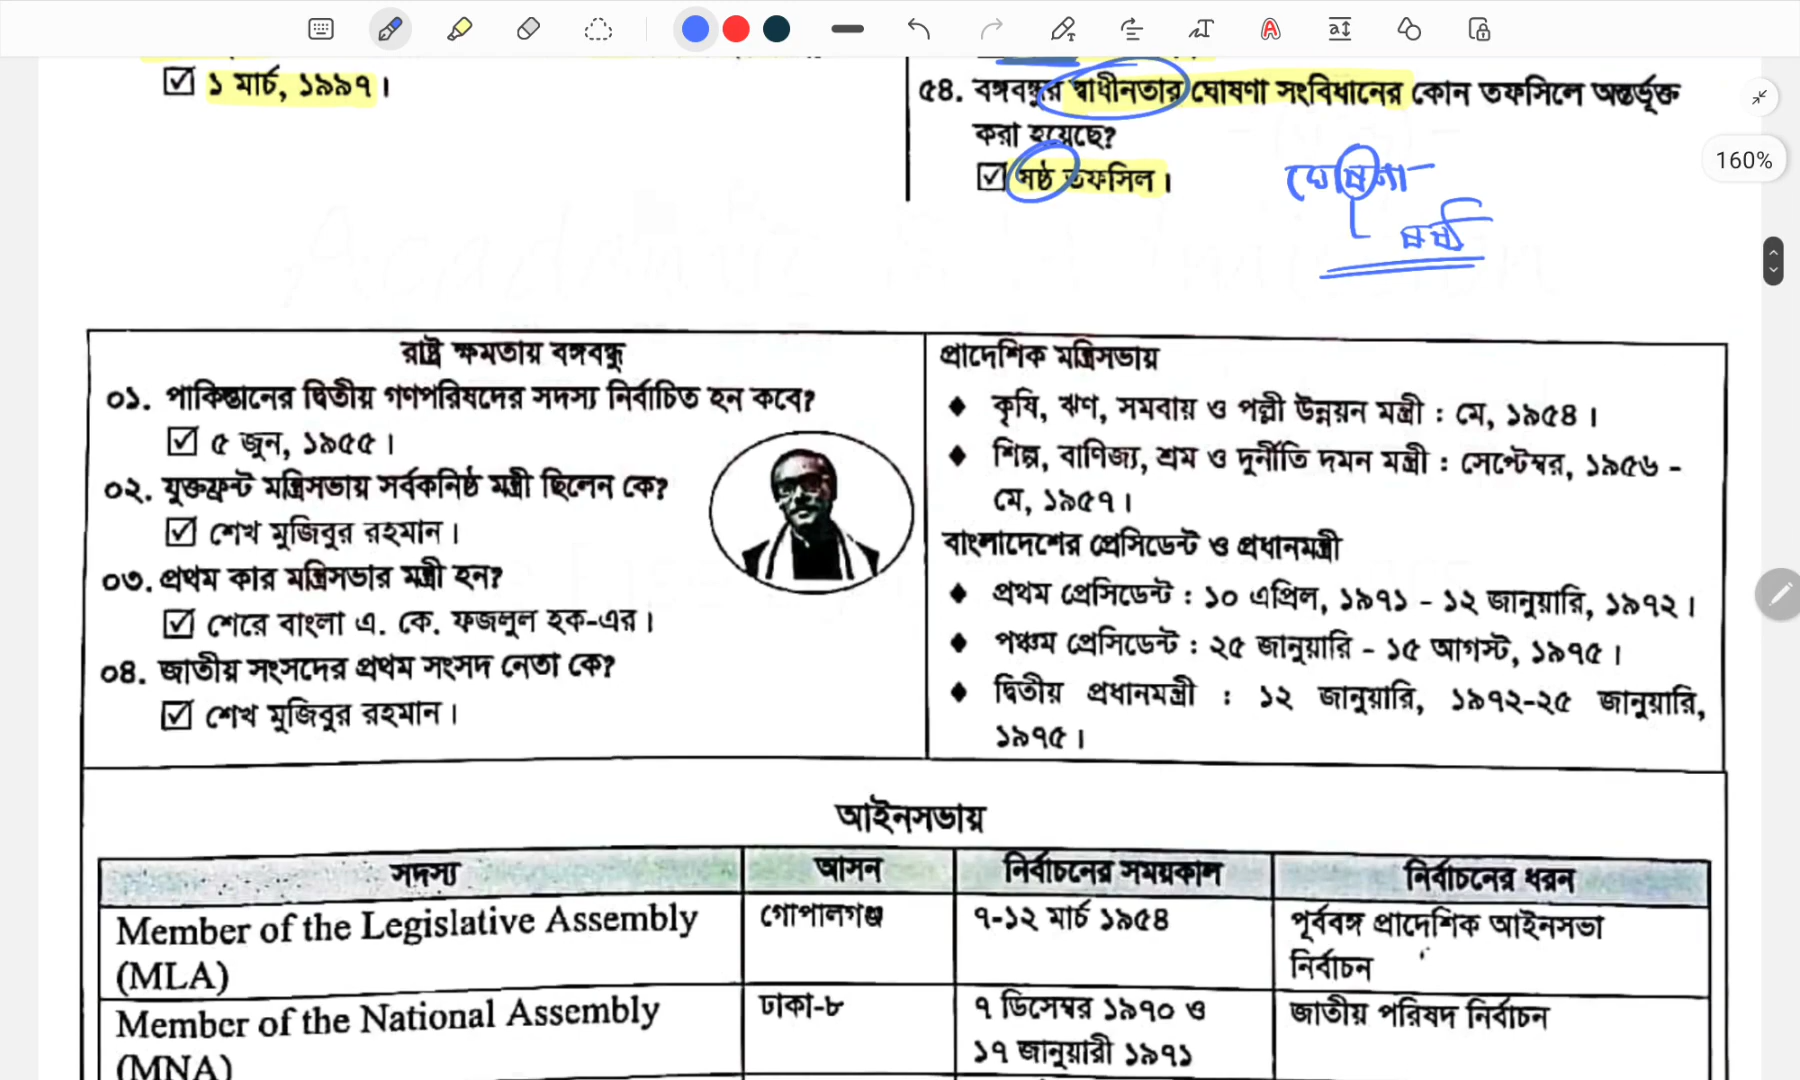 ১ মার্চ, ১৯৯৭।
৫৪. বঙ্গবন্ধুর স্বাধীনতার ঘোষণা সংবিধানের কোন তফসিলে অন্তর্ভূক্ত
করা হয়েছে?
ষষ্ঠ তফসিল।
ঘোষণা
ষষ্ঠ
160%
রাষ্ট্র ক্ষমতায় বঙ্গবন্ধু
০১. পাকিস্তানের দ্বিতীয় গণপরিষদের সদস্য নির্বাচিত হন কবে?
৫ জুন, ১৯৫৫।
০২. যুক্তফ্রন্ট মন্ত্রিসভায় সর্বকনিষ্ঠ মন্ত্রী ছিলেন কে?
শেখ মুজিবুর রহমান।
০৩. প্রথম কার মন্ত্রিসভার মন্ত্রী হন?
শেরে বাংলা এ. কে. ফজলুল হক-এর।
০৪. জাতীয় সংসদের প্রথম সংসদ নেতা কে?
শেখ মুজিবুর রহমান।
প্রাদেশিক মন্ত্রিসভায়
♦ কৃষি, ঋণ, সমবায় ও পল্লী উন্নয়ন মন্ত্রী : মে, ১৯৫৪।
♦ শিল্প, বাণিজ্য, শ্রম ও দুর্নীতি দমন মন্ত্রী : সেপ্টেম্বর, ১৯৫৬ -
মে, ১৯৫৭।
বাংলাদেশের প্রেসিডেন্ট ও প্রধানমন্ত্রী
♦ প্রথম প্রেসিডেন্ট : ১০ এপ্রিল, ১৯৭১ - ১২ জানুয়ারি, ১৯৭২।
♦ পঞ্চম প্রেসিডেন্ট : ২৫ জানুয়ারি - ১৫ আগস্ট, ১৯৭৫।
♦ দ্বিতীয় প্রধানমন্ত্রী : ১২ জানুয়ারি, ১৯৭২-২৫ জানুয়ারি,
১৯৭৫।
আইনসভায়
সদস্য আসন নির্বাচনের সময়কাল নির্বাচনের ধরন
Member of the Legislative Assembly গোপালগঞ্জ ৭-১২ মার্চ ১৯৫৪ পূর্ববঙ্গ প্রাদেশিক আইনসভা
(MLA) নির্বাচন
Member of the National Assembly ঢাকা-৮ ৭ ডিসেম্বর ১৯৭০ ও জাতীয় পরিষদ নির্বাচন
(MNA) ১৭ জানুয়ারী ১৯৭১